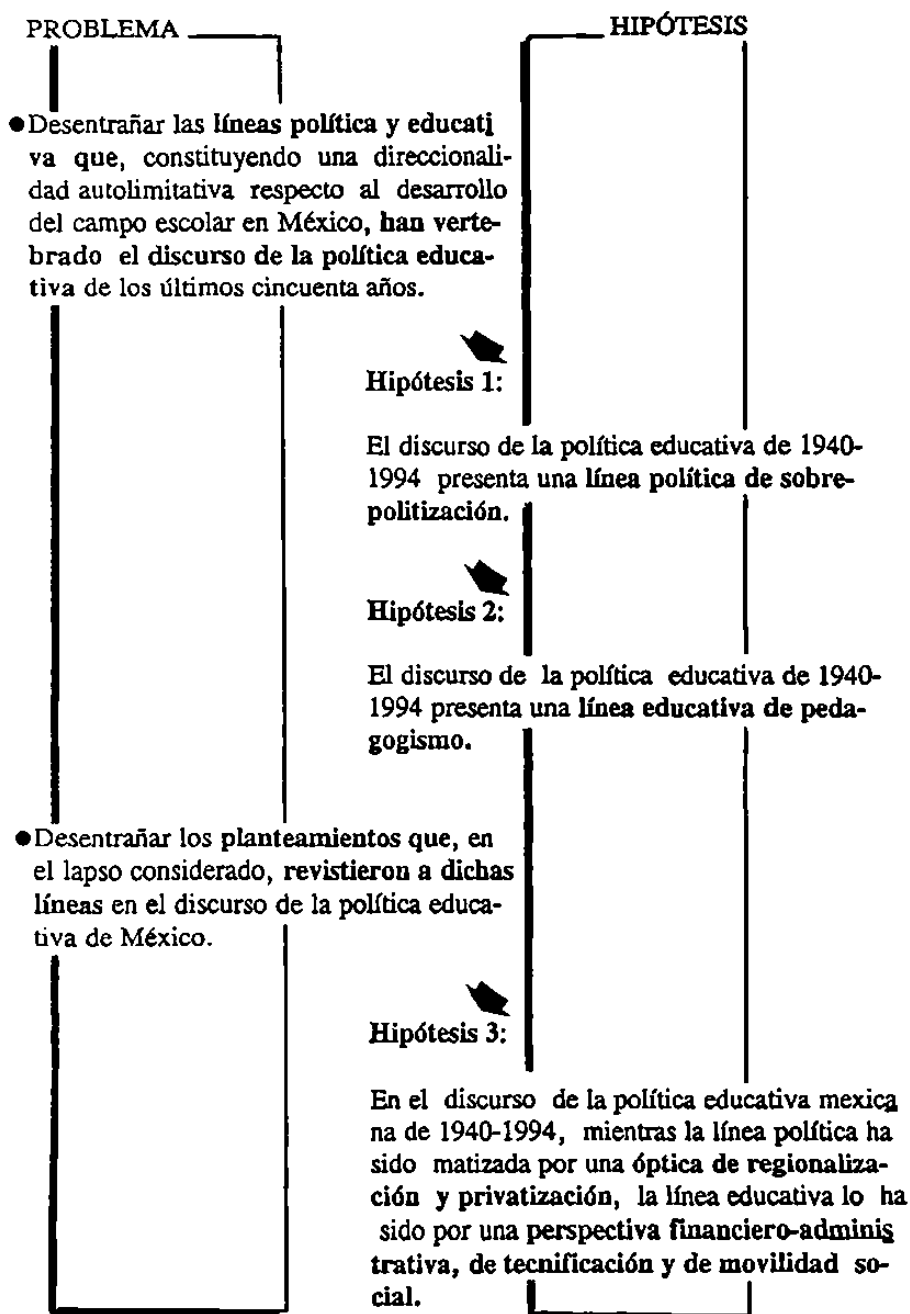 PROBLEMA
HIPÓTESIS
●Desentrañar las líneas política y educati
va que, constituyendo una direccionali-
dad autolimitativa respecto al desarrollo
del campo escolar en México, han verte-
brado el discurso de la política educa-
tiva de los últimos cincuenta años.
Hipótesis 1:
El discurso de la política educativa de 1940-
1994 presenta una línea política de sobre-
politización.
Hipótesis 2:
El discurso de la política educativa de 1940-
1994 presenta una línea educativa de peda-
gogismo.
●Desentrañar los planteamientos que, en
el lapso considerado, revistieron a dichas
líneas en el discurso de la política educa-
tiva de México.
Hipótesis 3:
En el discurso de la política educativa mexica
na de 1940-1994, mientras la línea política ha
sido matizada por una óptica de regionaliza-
ción y privatización, la línea educativa lo ha
sido por una perspectiva financiero-adminis
trativa, de tecnificación y de movilidad so-
cial.